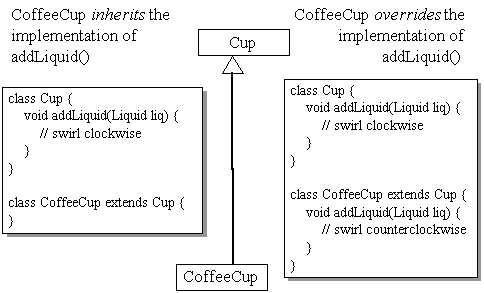 CoffeeCup inherits the
implementation of
addLiquid()
CoffeeCup overrides the
implementation of
addLiquid()
Cup
class Cup {
void addLiquid(Liquid liq) {
// swirl clockwise
}
}
class CoffeeCup extends Cup {
}
class Cup {
void addLiquid(Liquid liq) {
// swirl clockwise
}
}
class CoffeeCup extends Cup {
void addLiquid(Liquid liq) {
// swirl counterclockwise
}
}
CoffeeCup